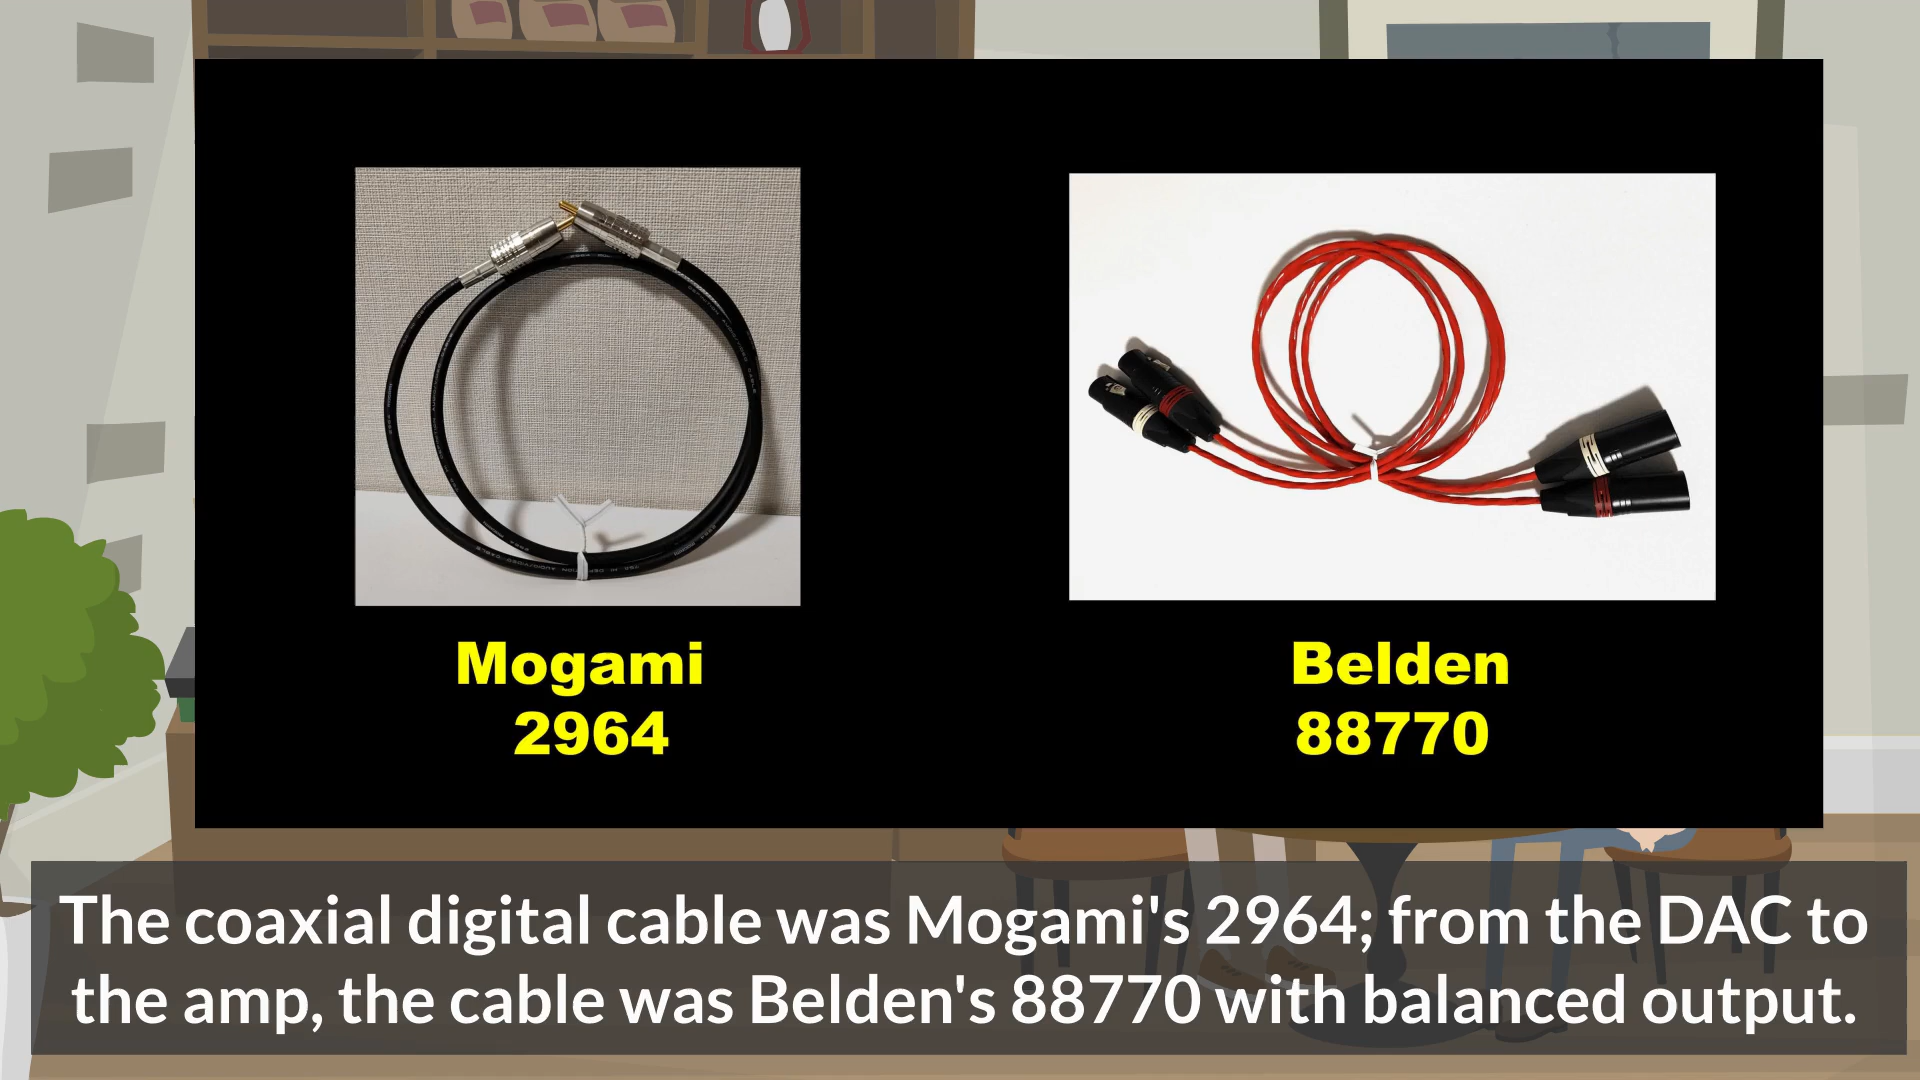 Mogami
2964
Belden
88770
The coaxial digital cable was Mogami's 2964; from the DAC to
the amp, the cable was Belden's 88770 with balanced output.